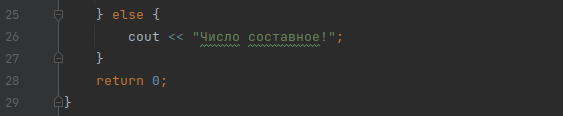 25 } else {
26 cout << "Число составное!";
27 }
28 return 0;
29 }